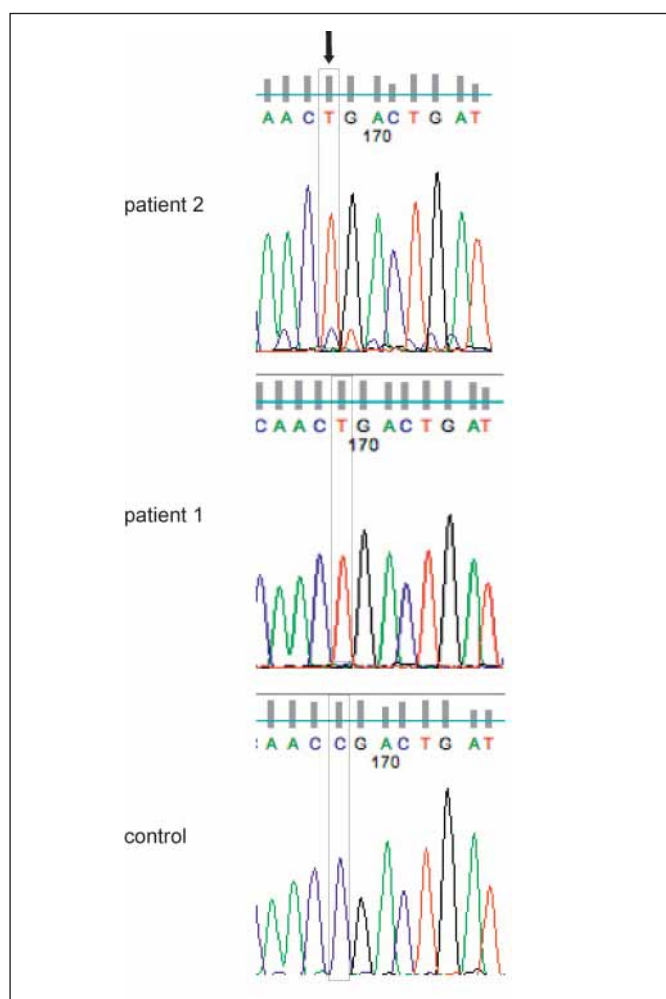 A A C T G A C T G A T
170
patient 2
C A A C T G A C T G A T
170
patient 1
A A C C G A C T G A T
170
control